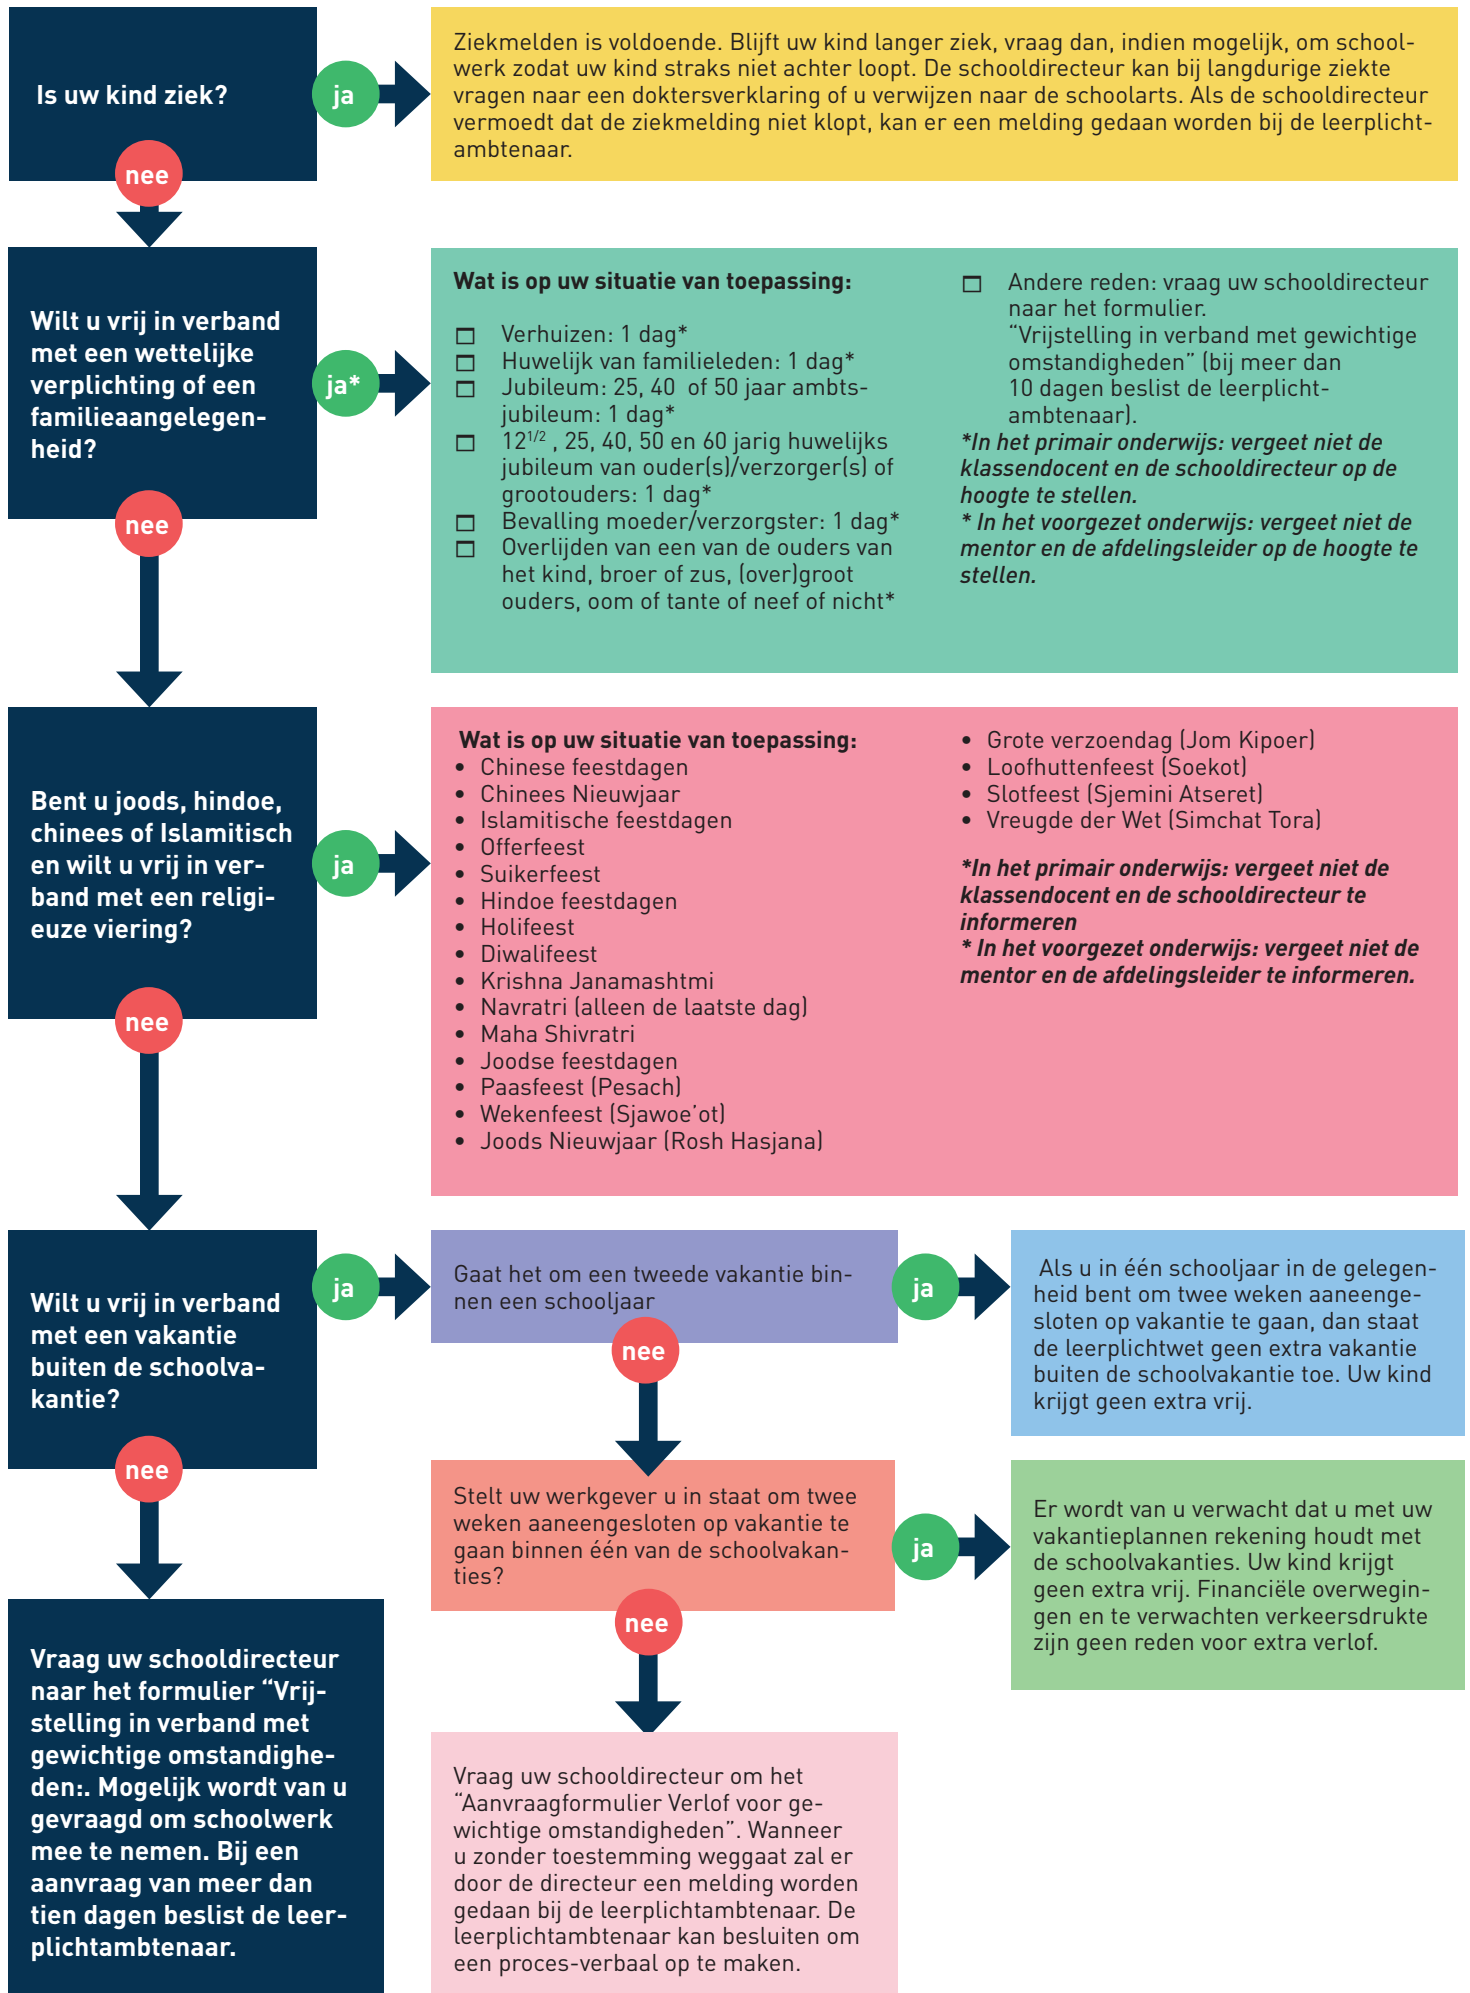 Is uw kind ziek?
ja
Ziekmelden is voldoende. Blijft uw kind langer ziek, vraag dan, indien mogelijk, om school-
werk zodat uw kind straks niet achter loopt. De schooldirecteur kan bij langdurige ziekte
vragen naar een doktersverklaring of u verwijzen naar de schoolarts. Als de schooldirecteur
vermoedt dat de ziekmelding niet klopt, kan er een melding gedaan worden bij de leerplicht-
ambtenaar.
nee
Wilt u vrij in verband
met een wettelijke
verplichting of een
familieaangelegen-
heid?
ja*
Wat is op uw situatie van toepassing:
Verhuizen: 1 dag*
Huwelijk van familieleden: 1 dag*
Jubileum: 25, 40 of 50 jaar ambts-
jubileum: 1 dag*
12 1/2 , 25, 40, 50 en 60 jarig huwelijks
jubileum van ouder(s)/verzorger(s) of
grootouders: 1 dag*
Bevalling moeder/verzorgster: 1 dag*
Overlijden van een van de ouders van
het kind, broer of zus, (over)groot
ouders, oom of tante of neef of nicht*
Andere reden: vraag uw schooldirecteur
naar het formulier.
“Vrijstelling in verband met gewichtige
omstandigheden” (bij meer dan
10 dagen beslist de leerplicht-
ambtenaar).
*In het primair onderwijs: vergeet niet de
klassendocent en de schooldirecteur op de
hoogte te stellen.
* In het voorgezet onderwijs: vergeet niet de
mentor en de afdelingsleider op de hoogte te
stellen.
nee
Bent u joods, hindoe,
chinees of Islamitisch
en wilt u vrij in ver-
band met een religi-
euze viering?
ja
Wat is op uw situatie van toepassing:
• Chinese feestdagen
• Chinees Nieuwjaar
• Islamitische feestdagen
• Offerfeest
• Suikerfeest
• Hindoe feestdagen
• Holifeest
• Diwalifeest
• Krishna Janamashtmi
• Navratri (alleen de laatste dag)
• Maha Shivratri
• Joodse feestdagen
• Paasfeest (Pesach)
• Wekenfeest (Sjawoe’ot)
• Joods Nieuwjaar (Rosh Hasjana)
• Grote verzoendag (Jom Kipoer)
• Loofhuttenfeest (Soekot)
• Slotfeest (Sjemini Atseret)
• Vreugde der Wet (Simchat Tora)
*In het primair onderwijs: vergeet niet de
klassendocent en de schooldirecteur te
informeren
* In het voorgezet onderwijs: vergeet niet de
mentor en de afdelingsleider te informeren.
nee
Wilt u vrij in verband
met een vakantie
buiten de schoolva-
kantie?
ja
Gaat het om een tweede vakantie bin-
nen een schooljaar
ja
Als u in één schooljaar in de gelegen-
heid bent om twee weken aaneenge-
sloten op vakantie te gaan, dan staat
de leerplichtwet geen extra vakantie
buiten de schoolvakantie toe. Uw kind
krijgt geen extra vrij.
nee
Stelt uw werkgever u in staat om twee
weken aaneengesloten op vakantie te
gaan binnen één van de schoolvakan-
ties?
ja
Er wordt van u verwacht dat u met uw
vakantieplannen rekening houdt met
de schoolvakanties. Uw kind krijgt
geen extra vrij. Financiële overwegin-
gen en te verwachten verkeersdrukte
zijn geen reden voor extra verlof.
nee
Vraag uw schooldirecteur om het
“Aanvraagformulier Verlof voor ge-
wichtige omstandigheden”. Wanneer
u zonder toestemming weggaat zal er
door de directeur een melding worden
gedaan bij de leerplichtambtenaar. De
leerplichtambtenaar kan besluiten om
een proces-verbaal op te maken.
nee
Vraag uw schooldirecteur
naar het formulier “Vrij-
stelling in verband met
gewichtige omstandighe-
den:. Mogelijk wordt van u
gevraagd om schoolwerk
mee te nemen. Bij een
aanvraag van meer dan
tien dagen beslist de leer-
plichtambtenaar.